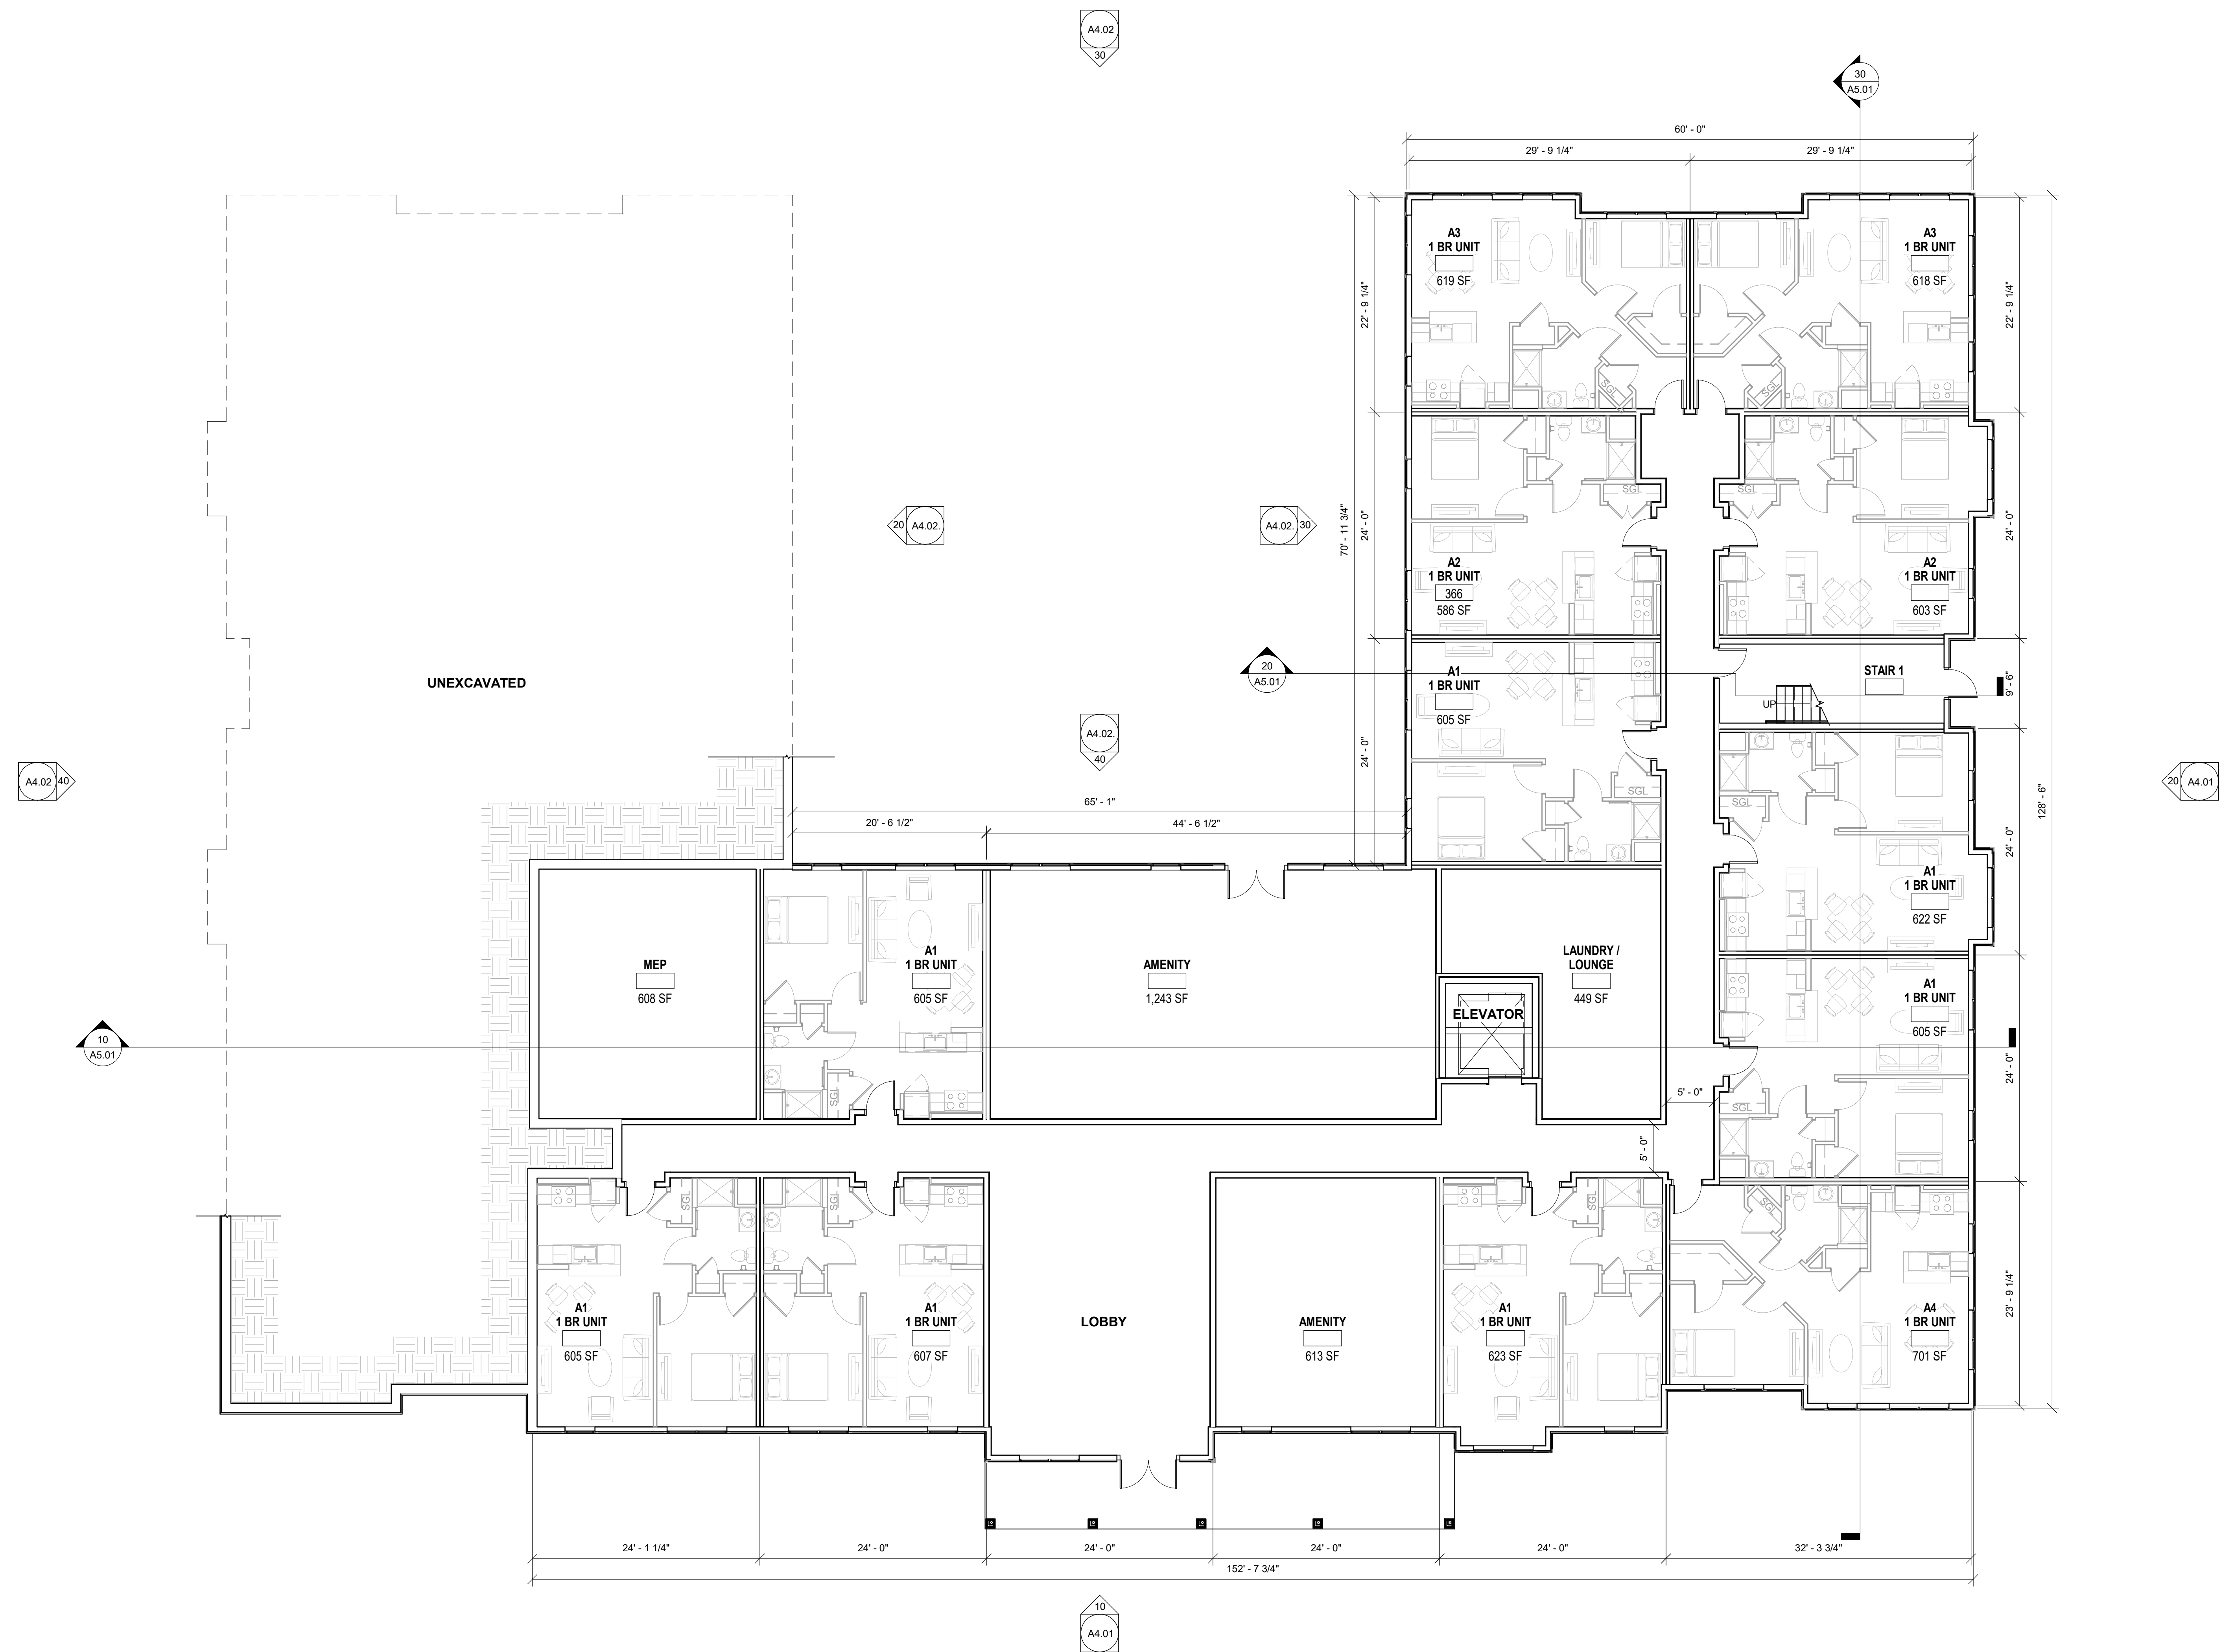 A4.02
30
30
A5.01
60' - 0"
29' - 9 1/4"
29' - 9 1/4"
A3
1 BR UNIT
619 SF
A3
1 BR UNIT
618 SF
22' - 9 1/4"
22' - 9 1/4"
SGL
SGL
SGL
SGL
20
A4.02.
A4.02.
30
70' - 11 3/4"
24' - 0"
24' - 0"
A2
1 BR UNIT
366
586 SF
A2
1 BR UNIT
603 SF
UNEXCAVATED
20
A5.01
A1
1 BR UNIT
605 SF
STAIR 1
UP
9' - 6"
A4.02.
40
24' - 0"
A4.02
40
20
A4.01
SGL
SGL
128' - 6"
65' - 1"
20' - 6 1/2"
44' - 6 1/2"
24' - 0"
A1
1 BR UNIT
622 SF
MEP
608 SF
A1
1 BR UNIT
605 SF
AMENITY
1,243 SF
LAUNDRY /
LOUNGE
449 SF
ELEVATOR
A1
1 BR UNIT
605 SF
10
A5.01
24' - 0"
SGL
5' - 0"
SGL
5' - 0"
SGL
SGL
SGL
SGL
A1
1 BR UNIT
605 SF
A1
1 BR UNIT
607 SF
LOBBY
AMENITY
613 SF
A1
1 BR UNIT
623 SF
A4
1 BR UNIT
701 SF
23' - 9 1/4"
24' - 1 1/4"
24' - 0"
24' - 0"
24' - 0"
24' - 0"
32' - 3 3/4"
152' - 7 3/4"
10
A4.01